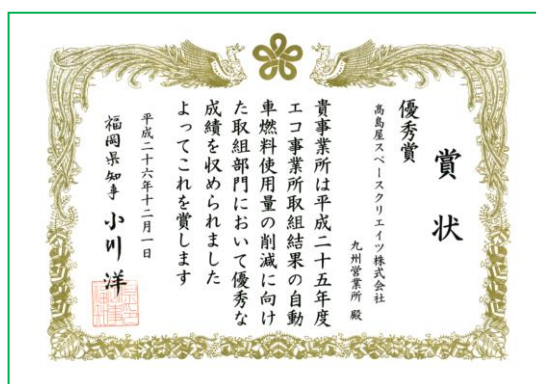 賞状
優秀賞
高島屋スペースクリエイツ株式会社
九州営業所 殿
貴事業所は平成二十五年度
エコ事業所取組結果の自動
車燃料使用量の削減に向け
た取組部門において優秀な
成績を収められました
よってこれを賞します
平成二十六年十二月一日
福岡県知事 小川洋